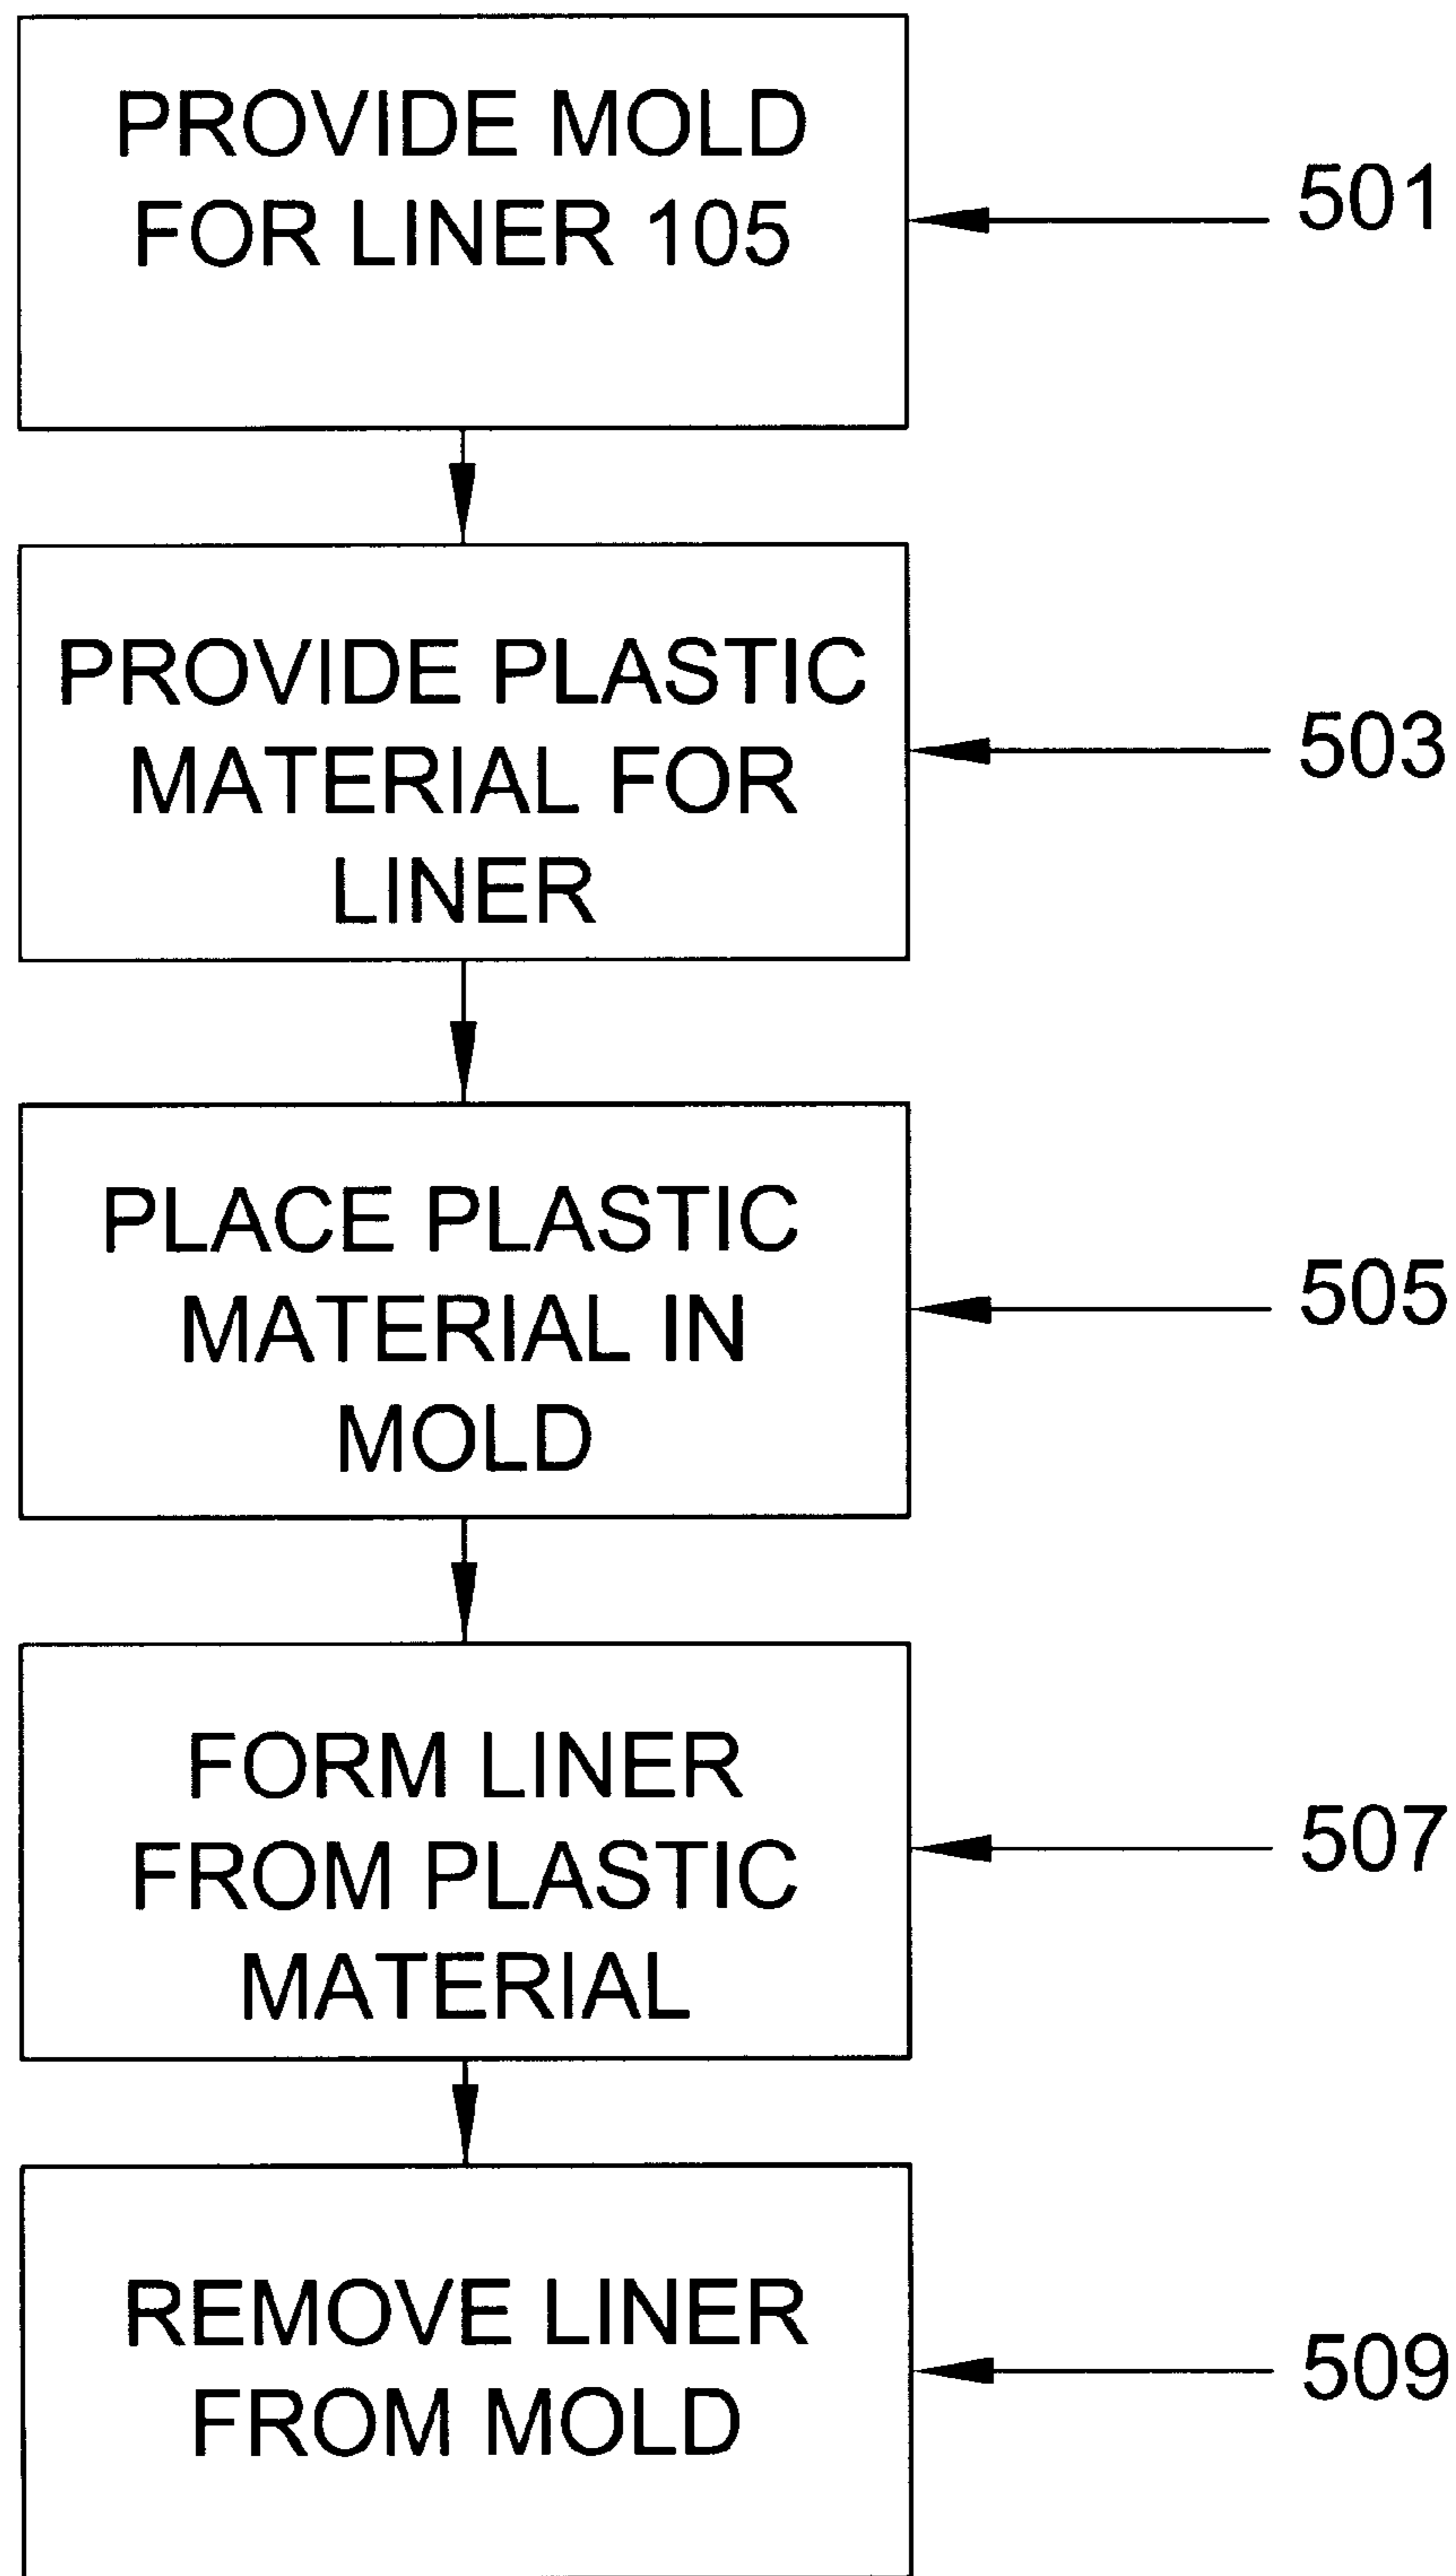 PROVIDE MOLD
FOR LINER 105
501
PROVIDE PLASTIC
MATERIAL FOR
LINER
503
PLACE PLASTIC
MATERIAL IN
MOLD
505
FORM LINER
FROM PLASTIC
MATERIAL
507
REMOVE LINER
FROM MOLD
509